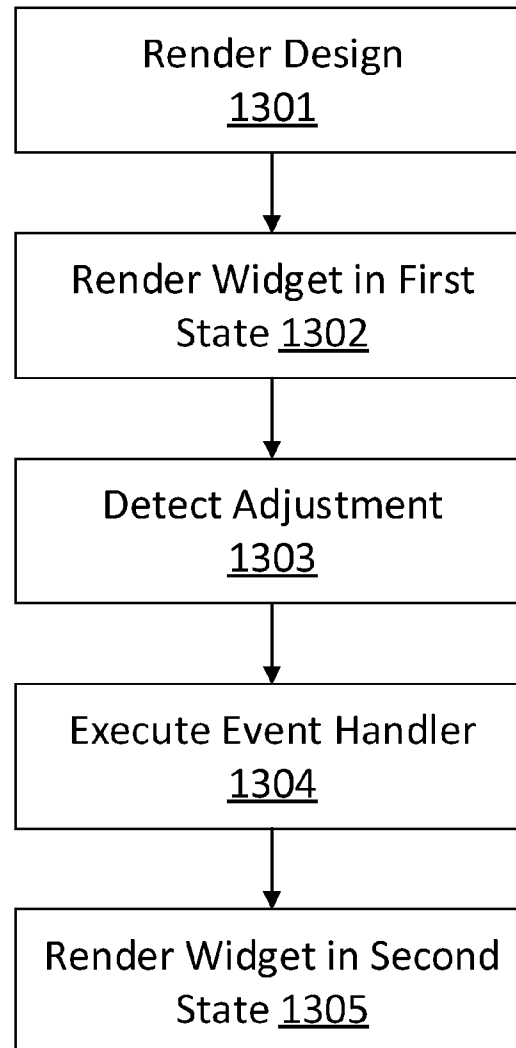 Render Design
1301
Render Widget in First
State 1302
Detect Adjustment
1303
Execute Event Handler
1304
Render Widget in Second
State 1305